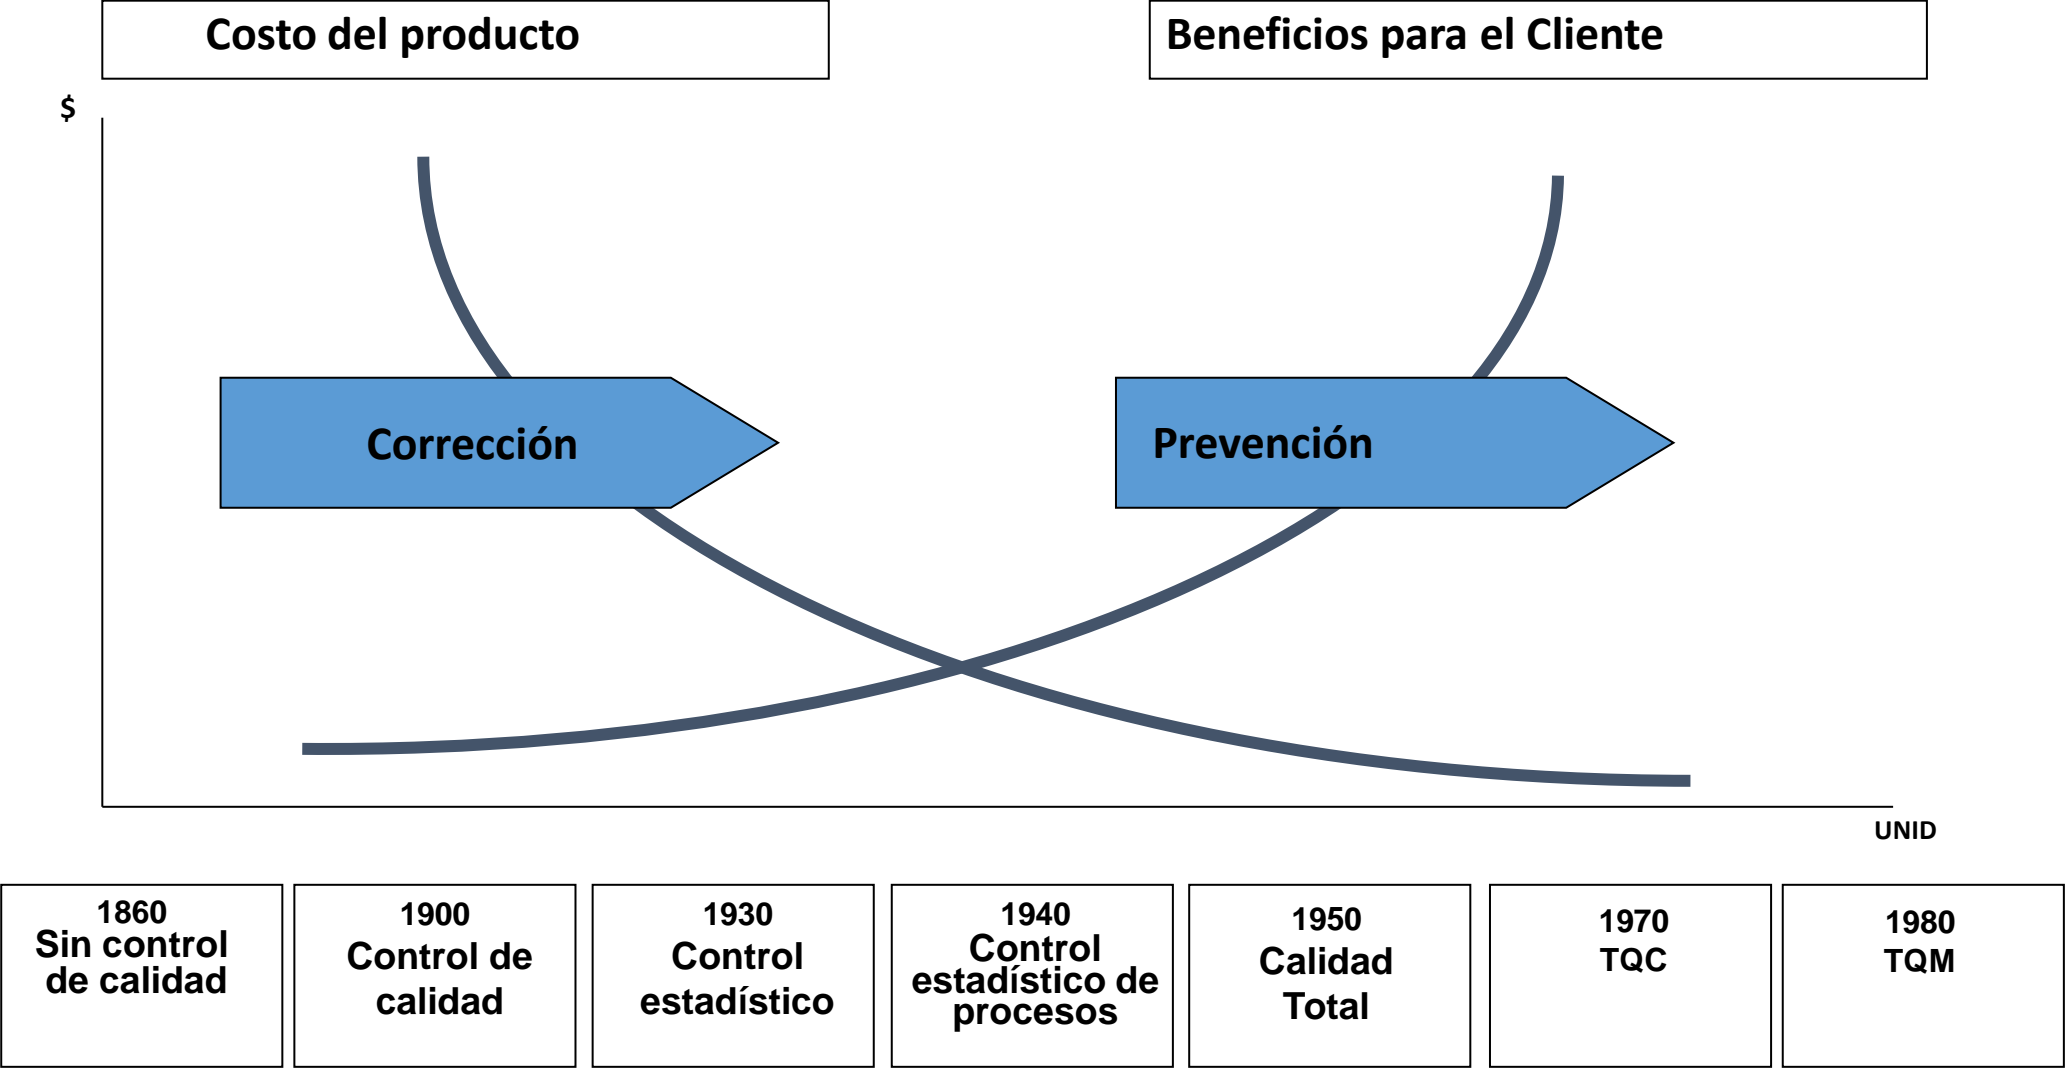 Costo del producto
Beneficios para el Cliente
$
Corrección
Prevención
UNID
1860
Sin control
de calidad
1900
Control de
calidad
1930
Control
estadístico
1940
Control
estadístico de
procesos
1950
Calidad
Total
1970
TQC
1980
TQM